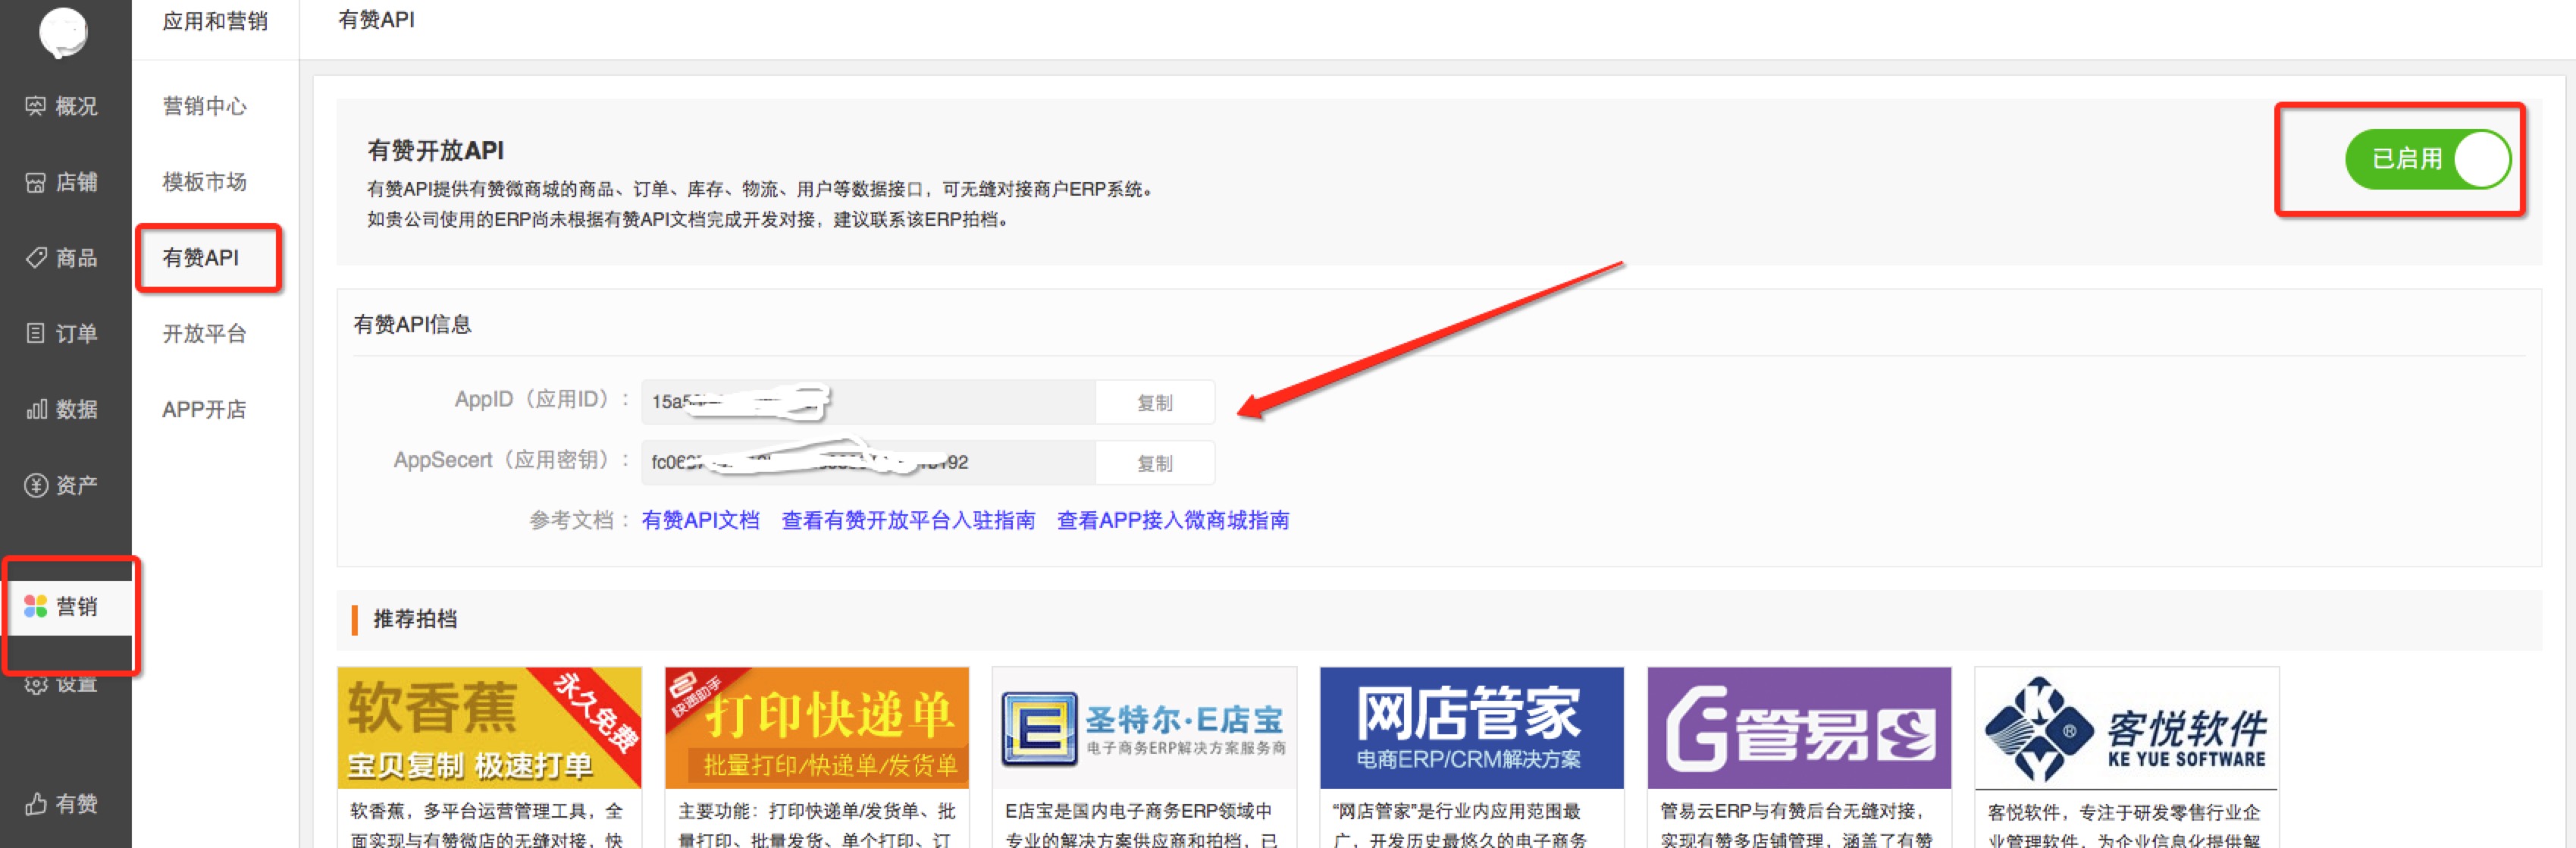 应用和营销
有赞API
概况
店铺
商品
订单
数据
资产
营销
设置
有赞
营销中心
模板市场
有赞API
开放平台
APP开店
有赞开放API
有赞API提供有赞微商城的商品、订单、库存、物流、用户等数据接口，可无缝对接商户ERP系统。
如贵公司使用的ERP尚未根据有赞API文档完成开发对接，建议联系该ERP拍档。
已启用
有赞API信息
AppID（应用ID）： 15a5 复制
AppSecert（应用密钥）： fc069 192 复制
参考文档： 有赞API文档 查看有赞开放平台入驻指南 查看APP接入微商城指南
推荐拍档
软香蕉
永久免费
宝贝复制 极速打单
软香蕉，多平台运营管理工具，全
面实现与有赞微店的无缝对接，快
快递助手
打印快递单
批量打印/快递单/发货单
主要功能：打印快递单/发货单、批
量打印、批量发货、单个打印、订
E
圣特尔·E店宝
电子商务ERP解决方案服务商
E店宝是国内电子商务ERP领域中
专业的解决方案供应商和拍档，已
网店管家
电商ERP/CRM解决方案
“网店管家”是行业内应用范围最
广，开发历史最悠久的电子商务
管易
管易云ERP与有赞后台无缝对接，
实现有赞多店铺管理，涵盖了有赞
K
Y
®
客悦软件
KE YUE SOFTWARE
客悦软件，专注于研发零售行业企
业管理软件，为企业信息化提供解